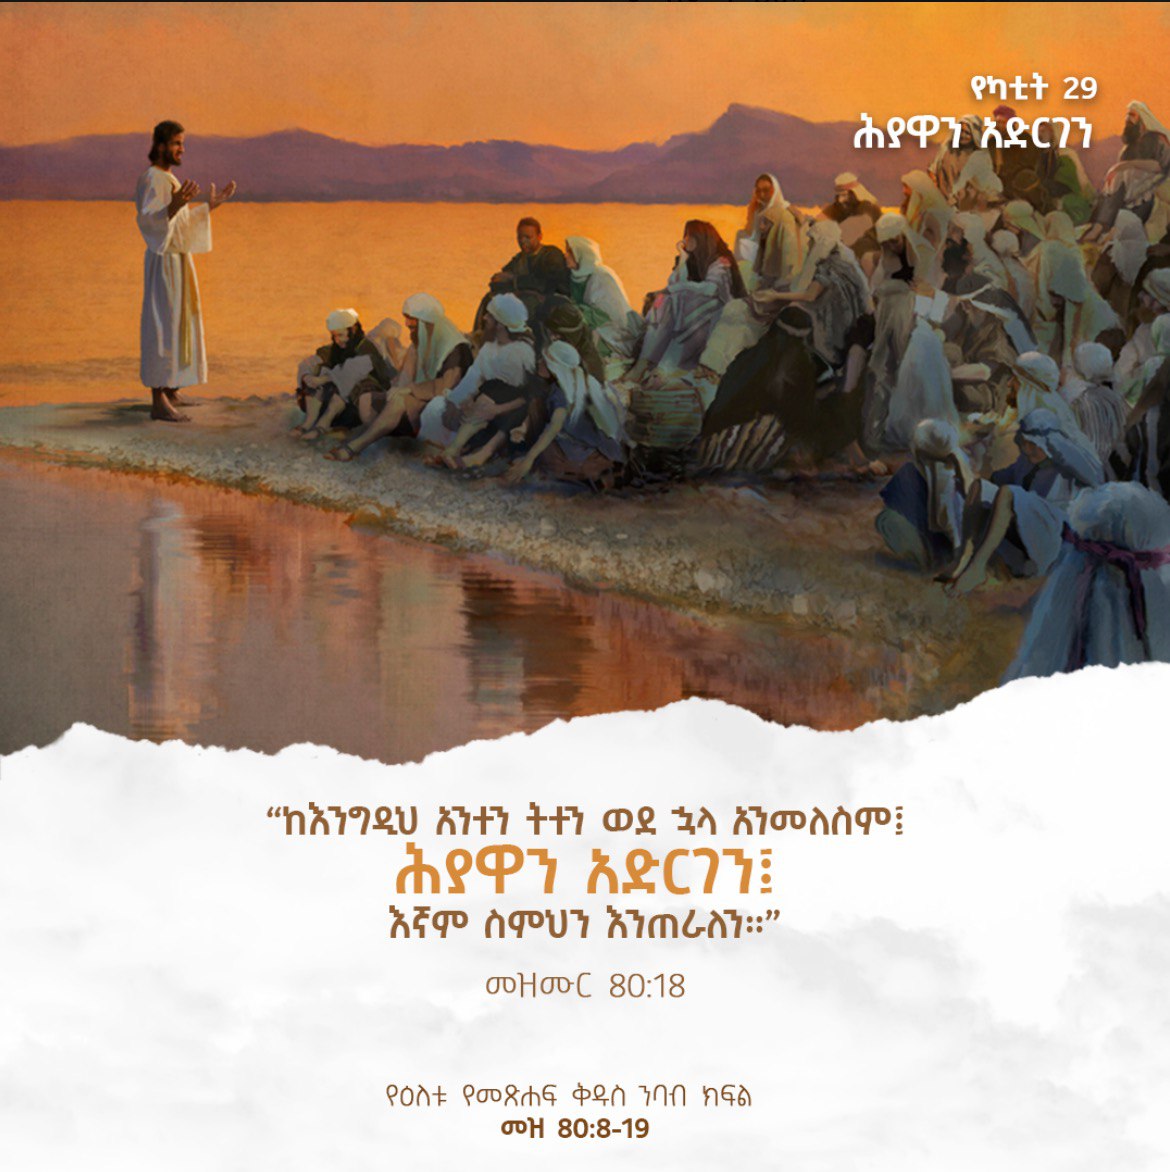 የካቲት 29
ሕያዋን አድርገን
“ከእንግዲህ አንተን ትተን ወደ ኋላ አንመለስም፤
ሕያዋን አድርገን፤
እኛም ስምህን እንጠራለን።”
መዝሙር 80:18
የዕለቱ የመጽሐፍ ቅዱስ ንባብ ክፍል
መዝ 80:8-19